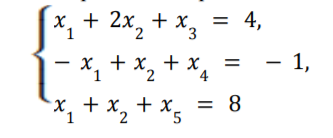 x₁ + 2x₂ + x₃ = 4,
− x₁ + x₂ + x₄ = − 1,
x₁ + x₂ + x₅ = 8